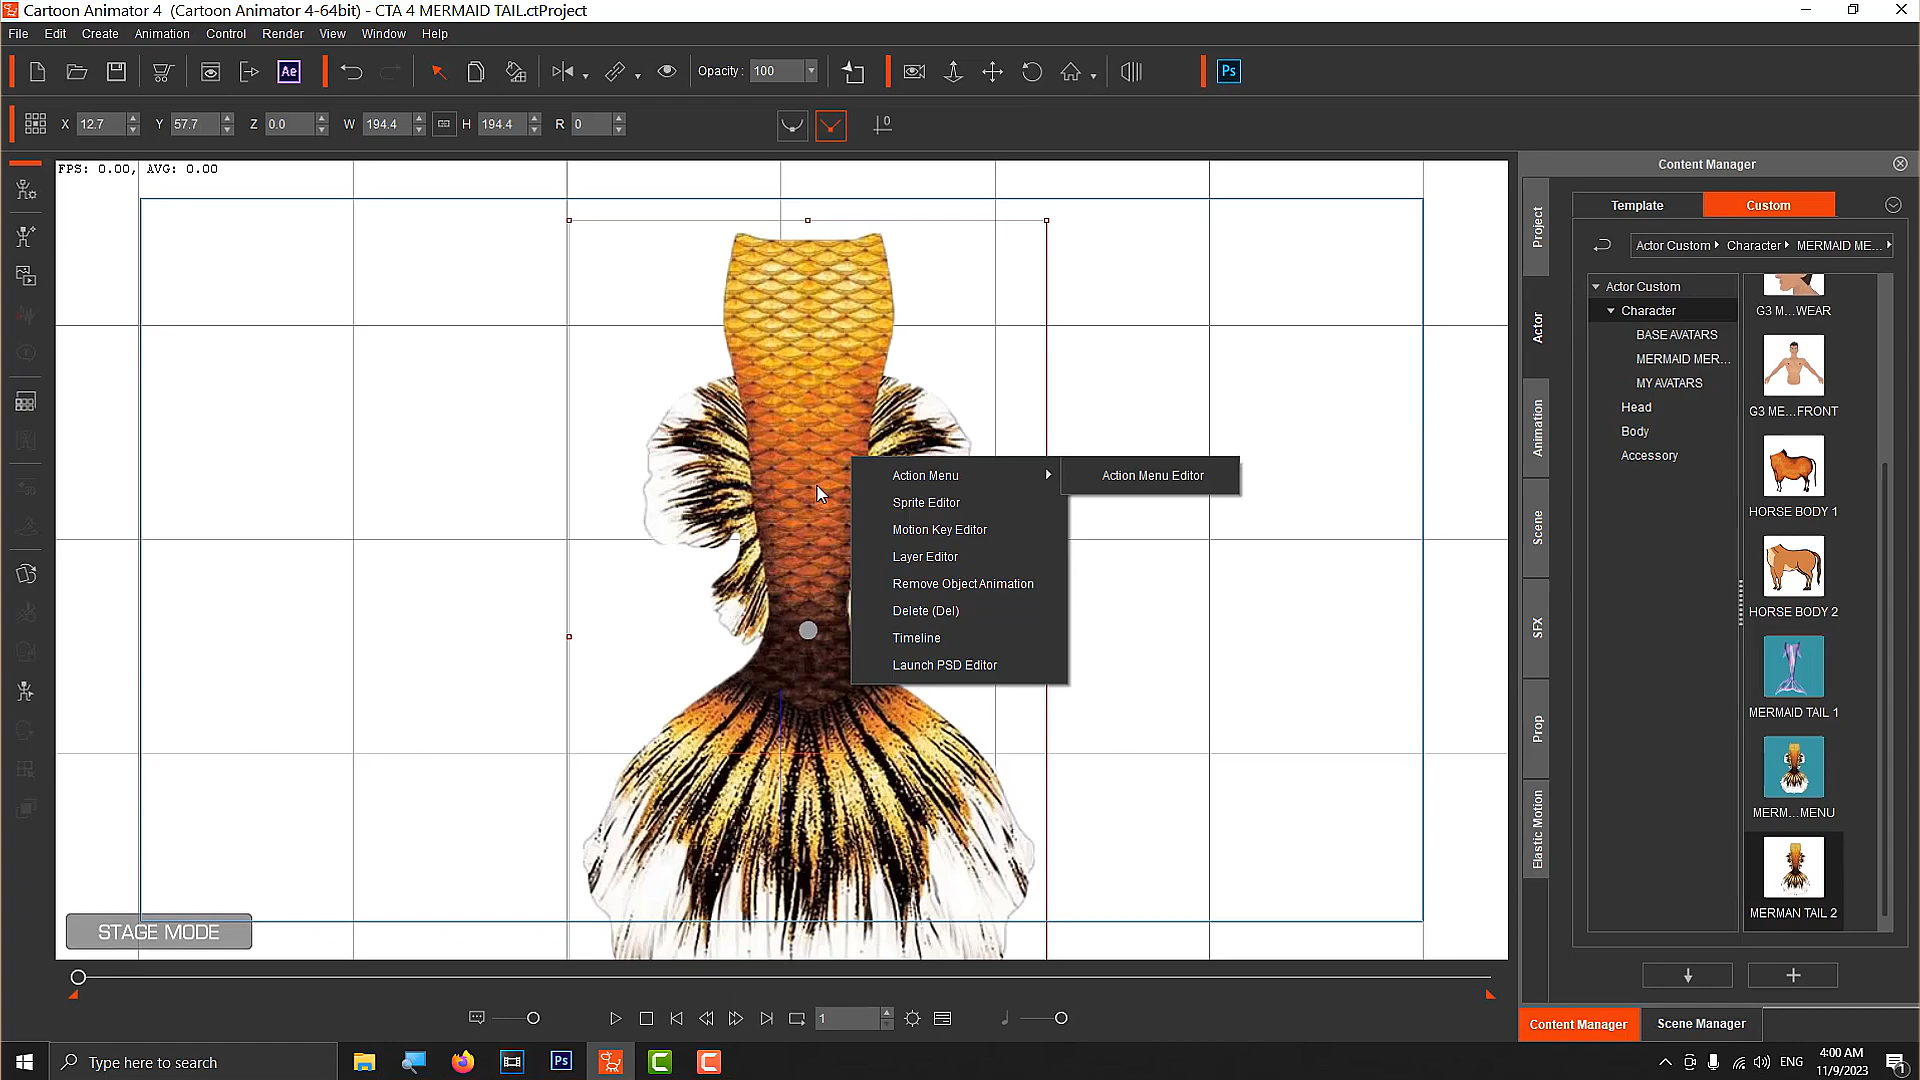 Cartoon Animator 4  (Cartoon Animator 4-64bit) - CTA 4 MERMAID TAIL.ctProject
File Edit Create Animation Control Render View Window Help
Ae Opacity : 100 Ps
X 12.7 Y 57.7 Z 0.0 W 194.4 H 194.4 R 0 0
FPS: 0.00, AVG: 0.00
Content Manager
Template Custom
Actor Custom Character MERMAID ME...
Project
Actor
Animation
Scene
SFX
Prop
Elastic Motion
Actor Custom
Character
BASE AVATARS
MERMAID MER...
MY AVATARS
Head
Body
Accessory
G3 M...WEAR
G3 ME...FRONT
HORSE BODY 1
HORSE BODY 2
MERMAID TAIL 1
MERM...MENU
MERMAN TAIL 2
Action Menu
Action Menu Editor
Sprite Editor
Motion Key Editor
Layer Editor
Remove Object Animation
Delete (Del)
Timeline
Launch PSD Editor
STAGE MODE
1
Content Manager Scene Manager
Type here to search
Ps
ENG
4:00 AM
11/9/2023
1